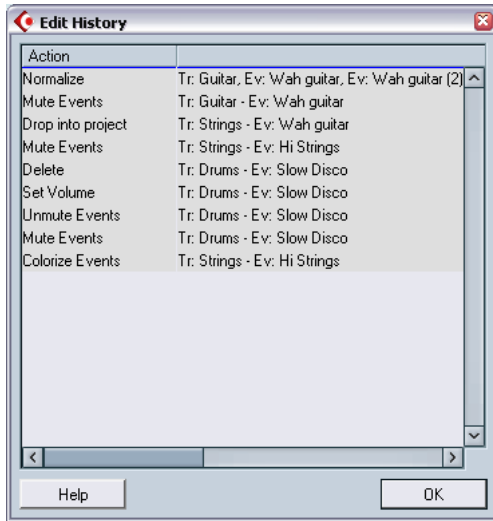 Edit History
Action
Normalize Tr: Guitar, Ev: Wah guitar, Ev: Wah guitar (2)
Mute Events Tr: Guitar - Ev: Wah guitar
Drop into project Tr: Strings - Ev: Wah guitar
Mute Events Tr: Strings - Ev: Hi Strings
Delete Tr: Drums - Ev: Slow Disco
Set Volume Tr: Drums - Ev: Slow Disco
Unmute Events Tr: Drums - Ev: Slow Disco
Mute Events Tr: Drums - Ev: Slow Disco
Colorize Events Tr: Strings - Ev: Hi Strings
Help OK